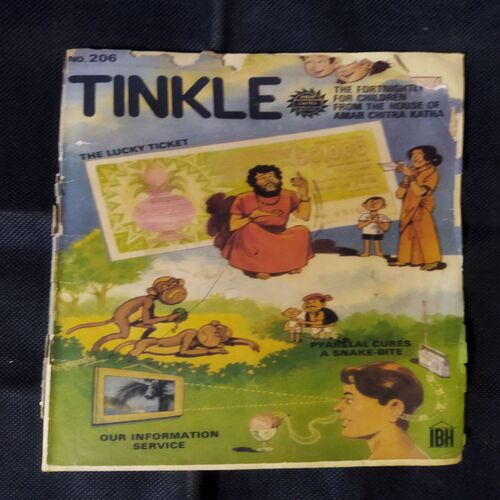 NO. 206
TINKLE
THE FORTNIGHTLY
FOR CHILDREN
FROM THE HOUSE OF
AMAR CHITRA KATHA
THE LUCKY TICKET
PYARELAL CURES
A SNAKE-BITE
OUR INFORMATION
SERVICE
IBH